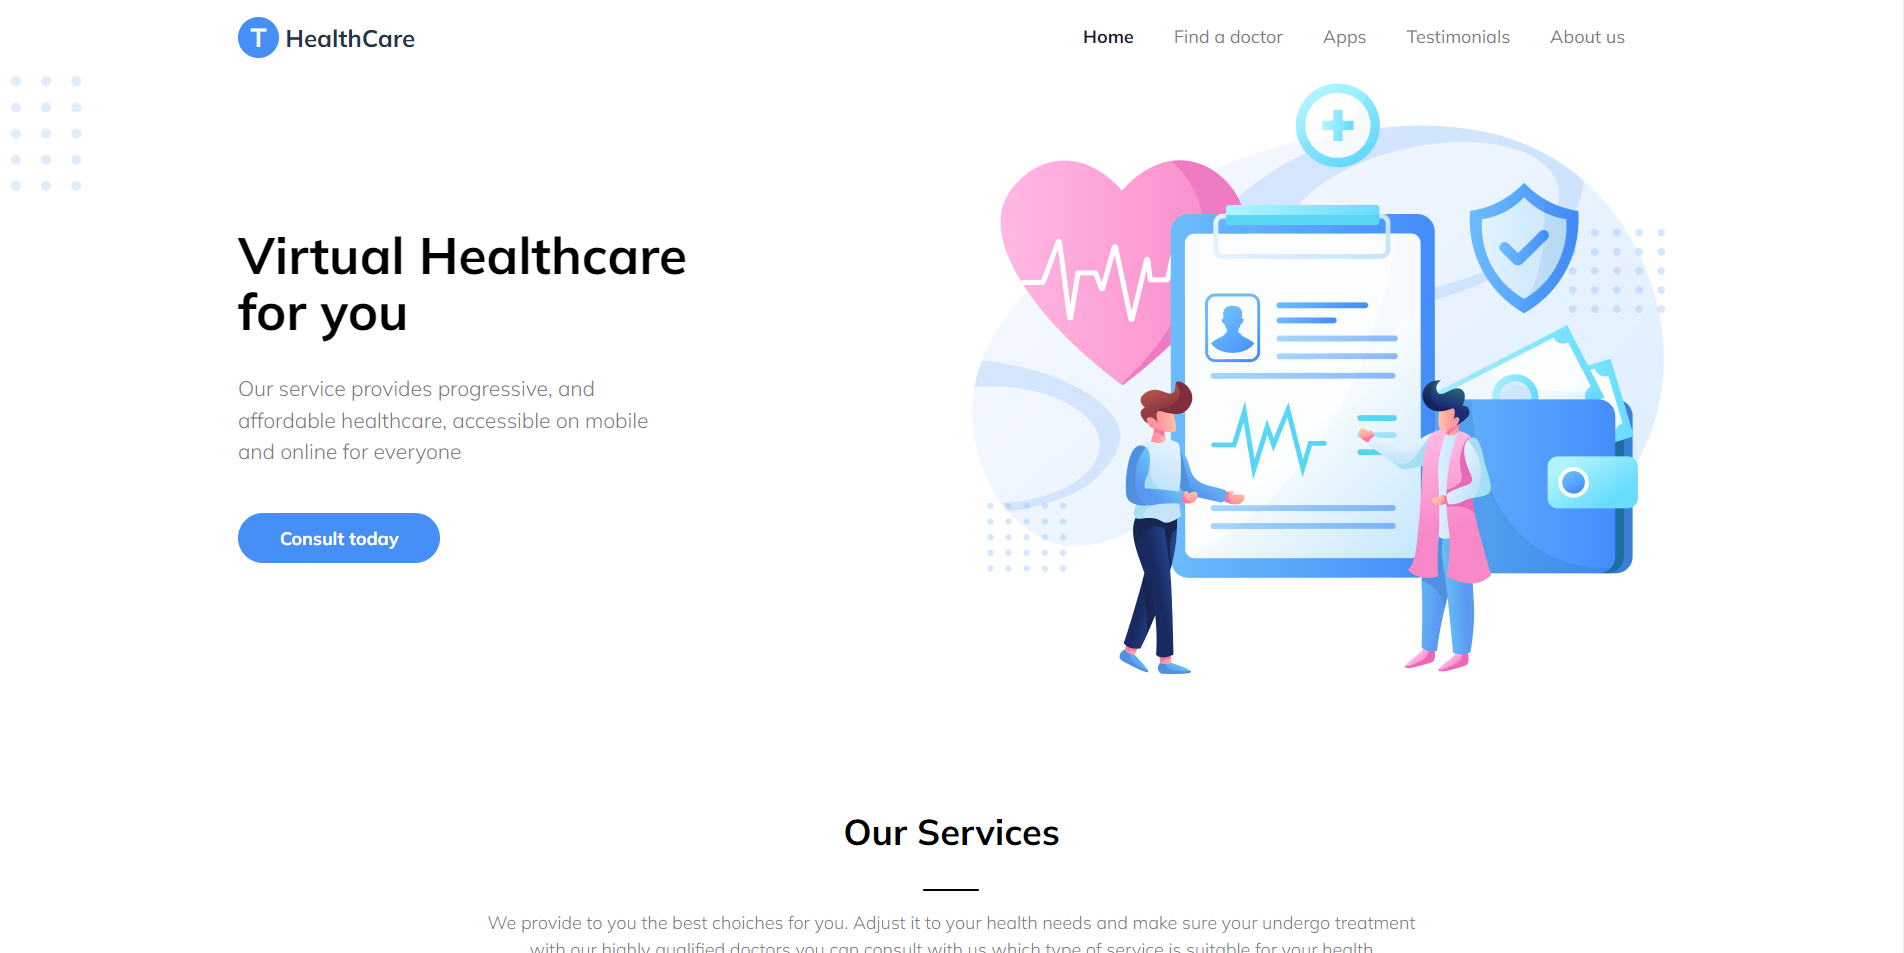 T HealthCare
Home Find a doctor Apps Testimonials About us
Virtual Healthcare
for you
Our service provides progressive, and
affordable healthcare, accessible on mobile
and online for everyone
Consult today
Our Services
We provide to you the best choiches for you. Adjust it to your health needs and make sure your undergo treatment
with our highly qualified doctors you can consult with us which type of service is suitable for your health